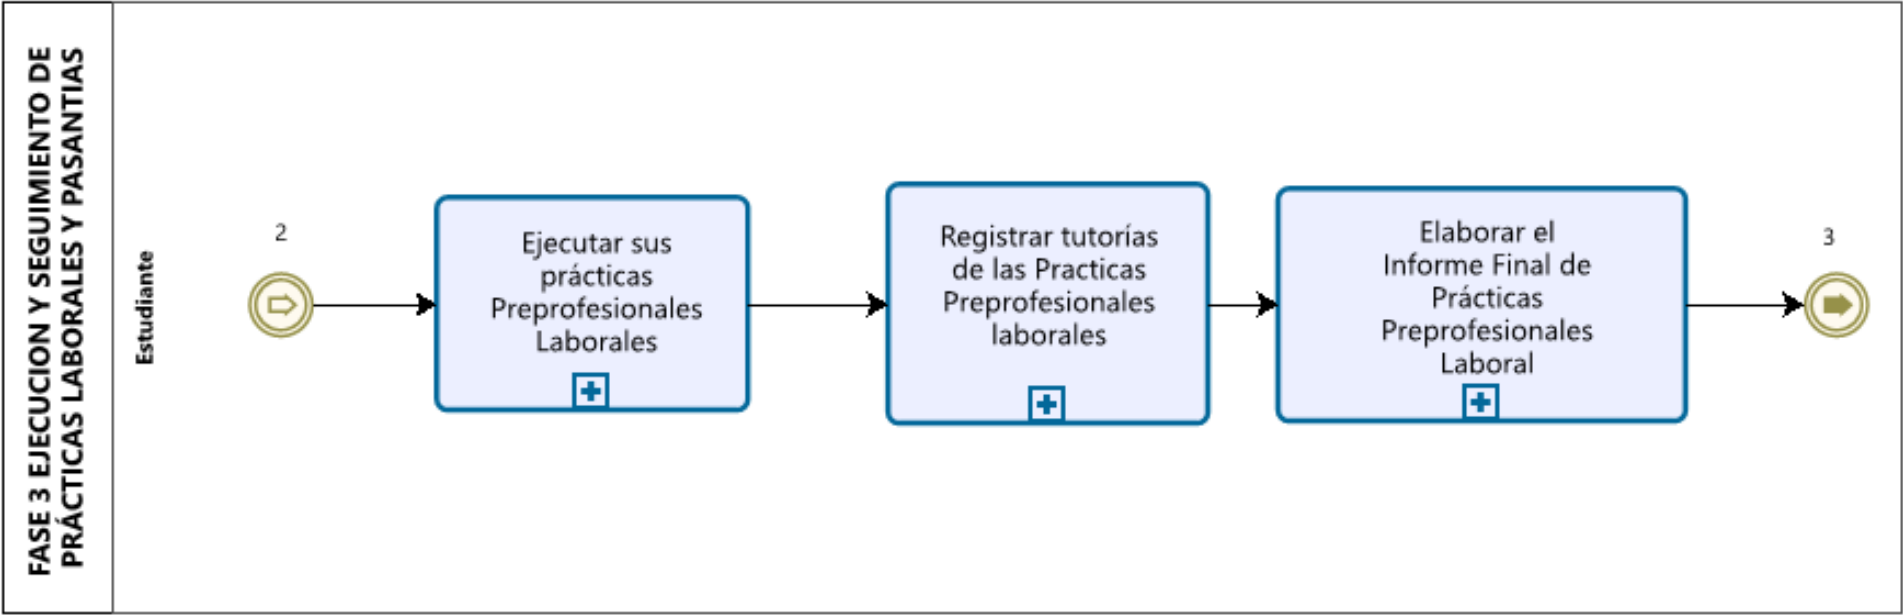 FASE 3 EJECUCION Y SEGUIMIENTO DE
PRÁCTICAS LABORALES Y PASANTIAS
Estudiante
2
Ejecutar sus
prácticas
Preprofesionales
Laborales
Registrar tutorías
de las Practicas
Preprofesionales
laborales
Elaborar el
Informe Final de
Prácticas
Preprofesionales
Laboral
3